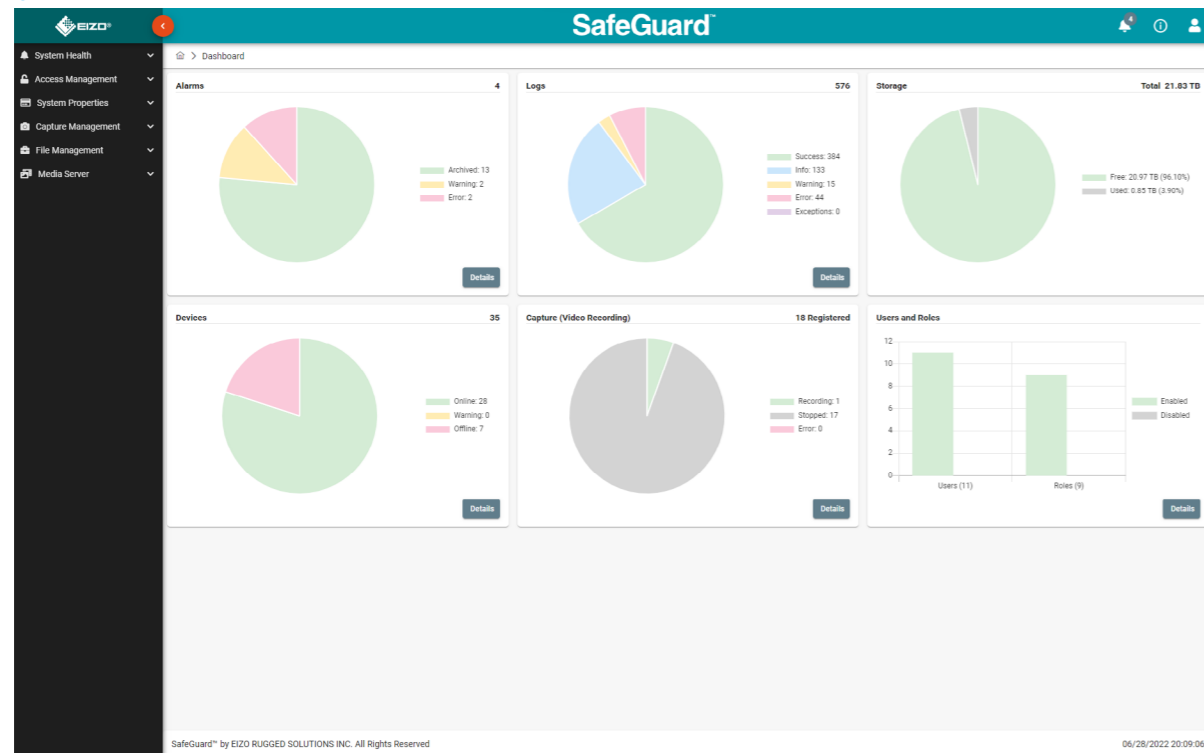 EIZO®
SafeGuard™
4
System Health
Access Management
System Properties
Capture Management
File Management
Media Server
> Dashboard
Alarms 4
Archived: 13
Warning: 2
Error: 2
Details
Logs 576
Success: 384
Info: 133
Warning: 15
Error: 44
Exceptions: 0
Details
Storage Total 21.83 TB
Free: 20.97 TB (96.10%)
Used: 0.85 TB (3.90%)
Devices 35
Online: 28
Warning: 0
Offline: 7
Details
Capture (Video Recording) 18 Registered
Recording: 1
Stopped: 17
Error: 0
Details
Users and Roles
12
10
8
6
4
2
0
Users (11) Roles (9)
Enabled
Disabled
Details
SafeGuard™ by EIZO RUGGED SOLUTIONS INC. All Rights Reserved 06/28/2022 20:09:06